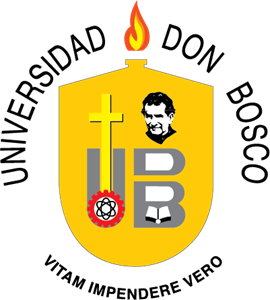 UNIVERSIDAD DON BOSCO
UDB
VITAM IMPENDERE VERO